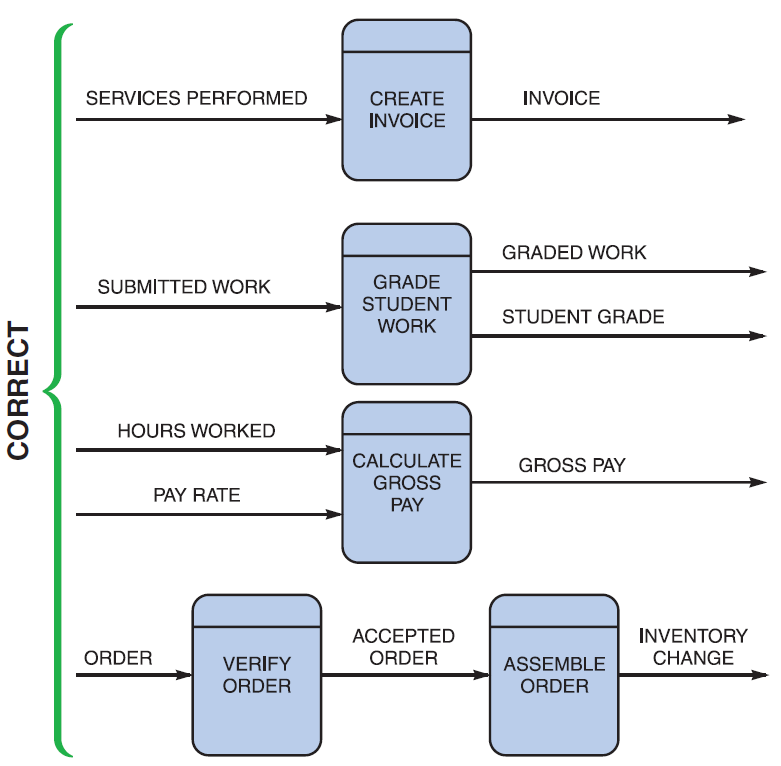 CORRECT
SERVICES PERFORMED
CREATE
INVOICE
INVOICE
SUBMITTED WORK
GRADE
STUDENT
WORK
GRADED WORK
STUDENT GRADE
HOURS WORKED
PAY RATE
CALCULATE
GROSS
PAY
GROSS PAY
ORDER
VERIFY
ORDER
ACCEPTED
ORDER
ASSEMBLE
ORDER
INVENTORY
CHANGE